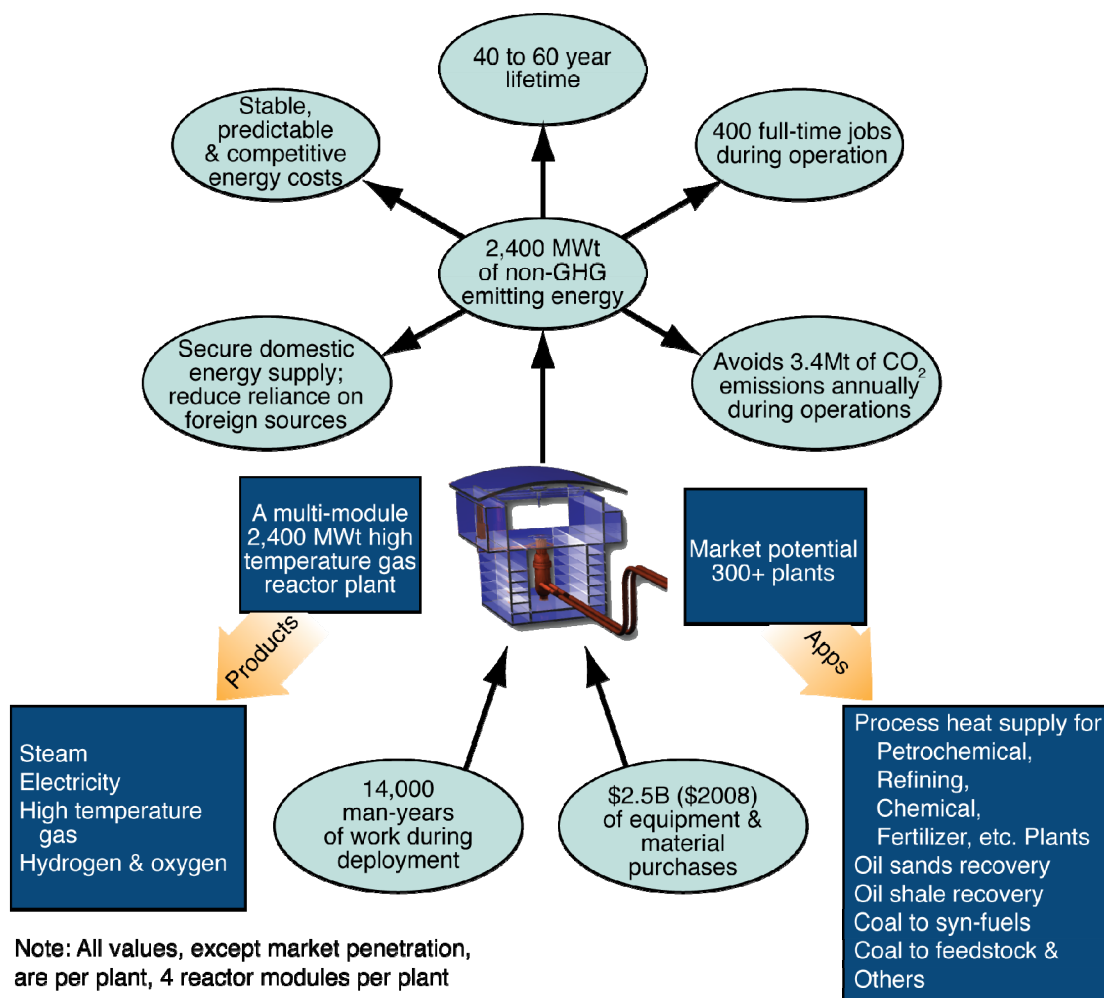 40 to 60 year
lifetime
Stable,
predictable
& competitive
energy costs
400 full-time jobs
during operation
2,400 MWt
of non-GHG
emitting energy
Secure domestic
energy supply;
reduce reliance on
foreign sources
Avoids 3.4Mt of CO₂
emissions annually
during operations
A multi-module
2,400 MWt high
temperature gas
reactor plant
Market potential
300+ plants
Products
Apps
Steam
Electricity
High temperature
gas
Hydrogen & oxygen
14,000
man-years
of work during
deployment
$2.5B ($2008)
of equipment &
material
purchases
Process heat supply for
Petrochemical,
Refining,
Chemical,
Fertilizer, etc. Plants
Oil sands recovery
Oil shale recovery
Coal to syn-fuels
Coal to feedstock &
Others
Note: All values, except market penetration,
are per plant, 4 reactor modules per plant